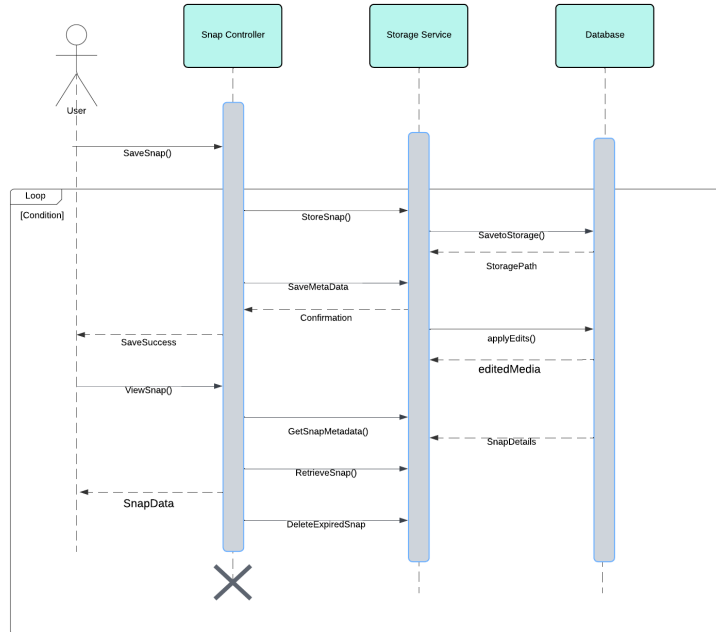 Snap Controller
Storage Service
Database
User
SaveSnap()
Loop
[Condition]
StoreSnap()
SavetoStorage()
StoragePath
SaveMetaData
Confirmation
applyEdits()
SaveSuccess
editedMedia
ViewSnap()
GetSnapMetadata()
SnapDetails
RetrieveSnap()
SnapData
DeleteExpiredSnap